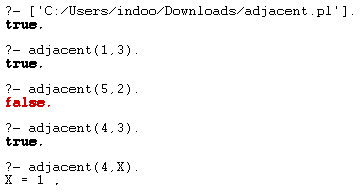 ?- ['C:/Users/indoo/Downloads/adjacent.pl'].
true.
?- adjacent(1,3).
true.
?- adjacent(5,2).
false.
?- adjacent(4,3).
true.
?- adjacent(4,X).
X = 1 .